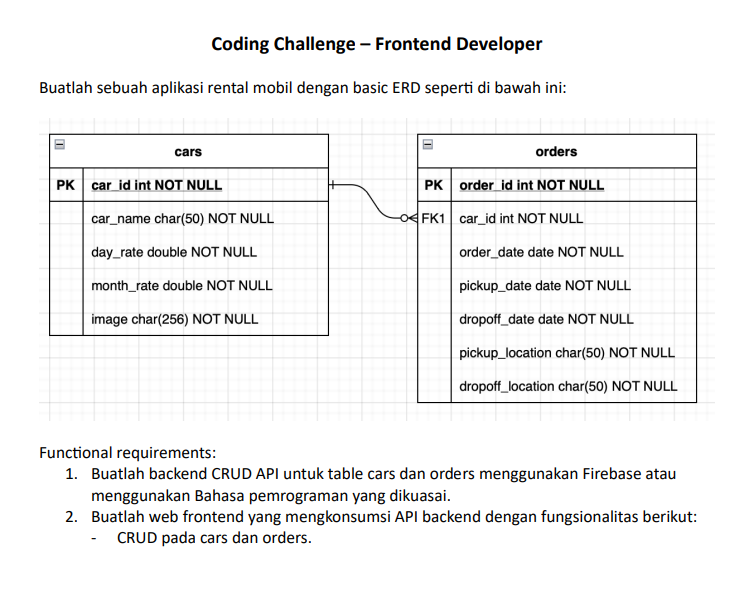 Coding Challenge – Frontend Developer
Buatlah sebuah aplikasi rental mobil dengan basic ERD seperti di bawah ini:
cars
PK car_id int NOT NULL
car_name char(50) NOT NULL
day_rate double NOT NULL
month_rate double NOT NULL
image char(256) NOT NULL
orders
PK order_id int NOT NULL
FK1 car_id int NOT NULL
order_date date NOT NULL
pickup_date date NOT NULL
dropoff_date date NOT NULL
pickup_location char(50) NOT NULL
dropoff_location char(50) NOT NULL
Functional requirements:
1. Buatlah backend CRUD API untuk table cars dan orders menggunakan Firebase atau
menggunakan Bahasa pemrograman yang dikuasai.
2. Buatlah web frontend yang mengkonsumsi API backend dengan fungsionalitas berikut:
- CRUD pada cars dan orders.